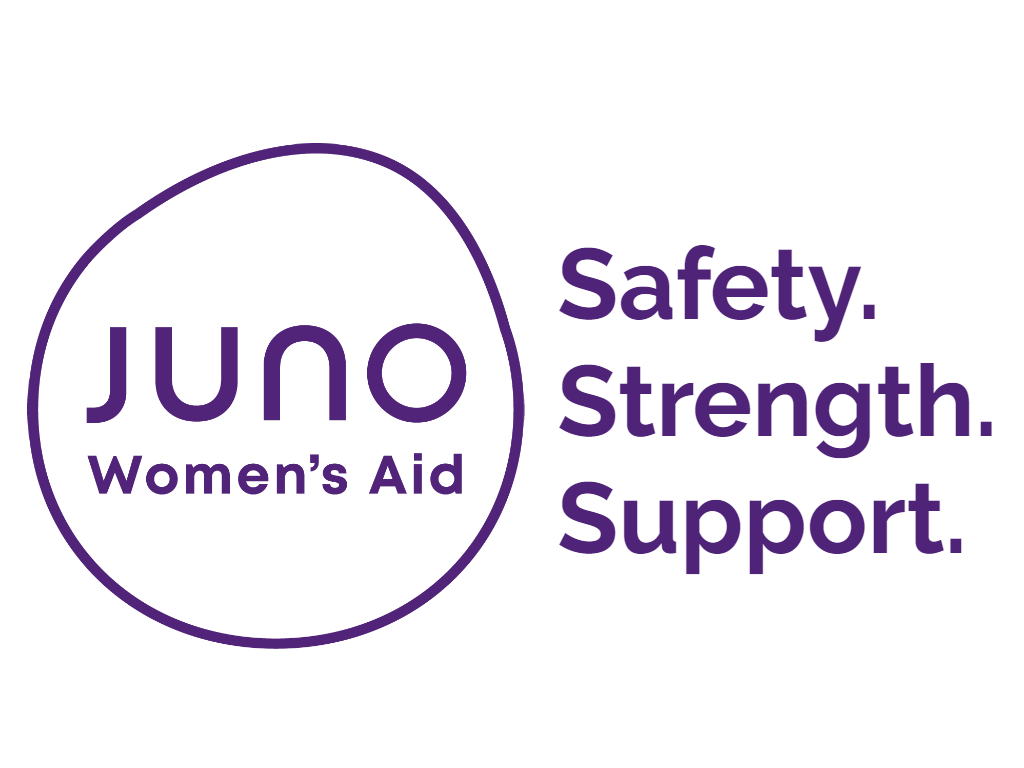 JUNO
Women's Aid
Safety.
Strength.
Support.